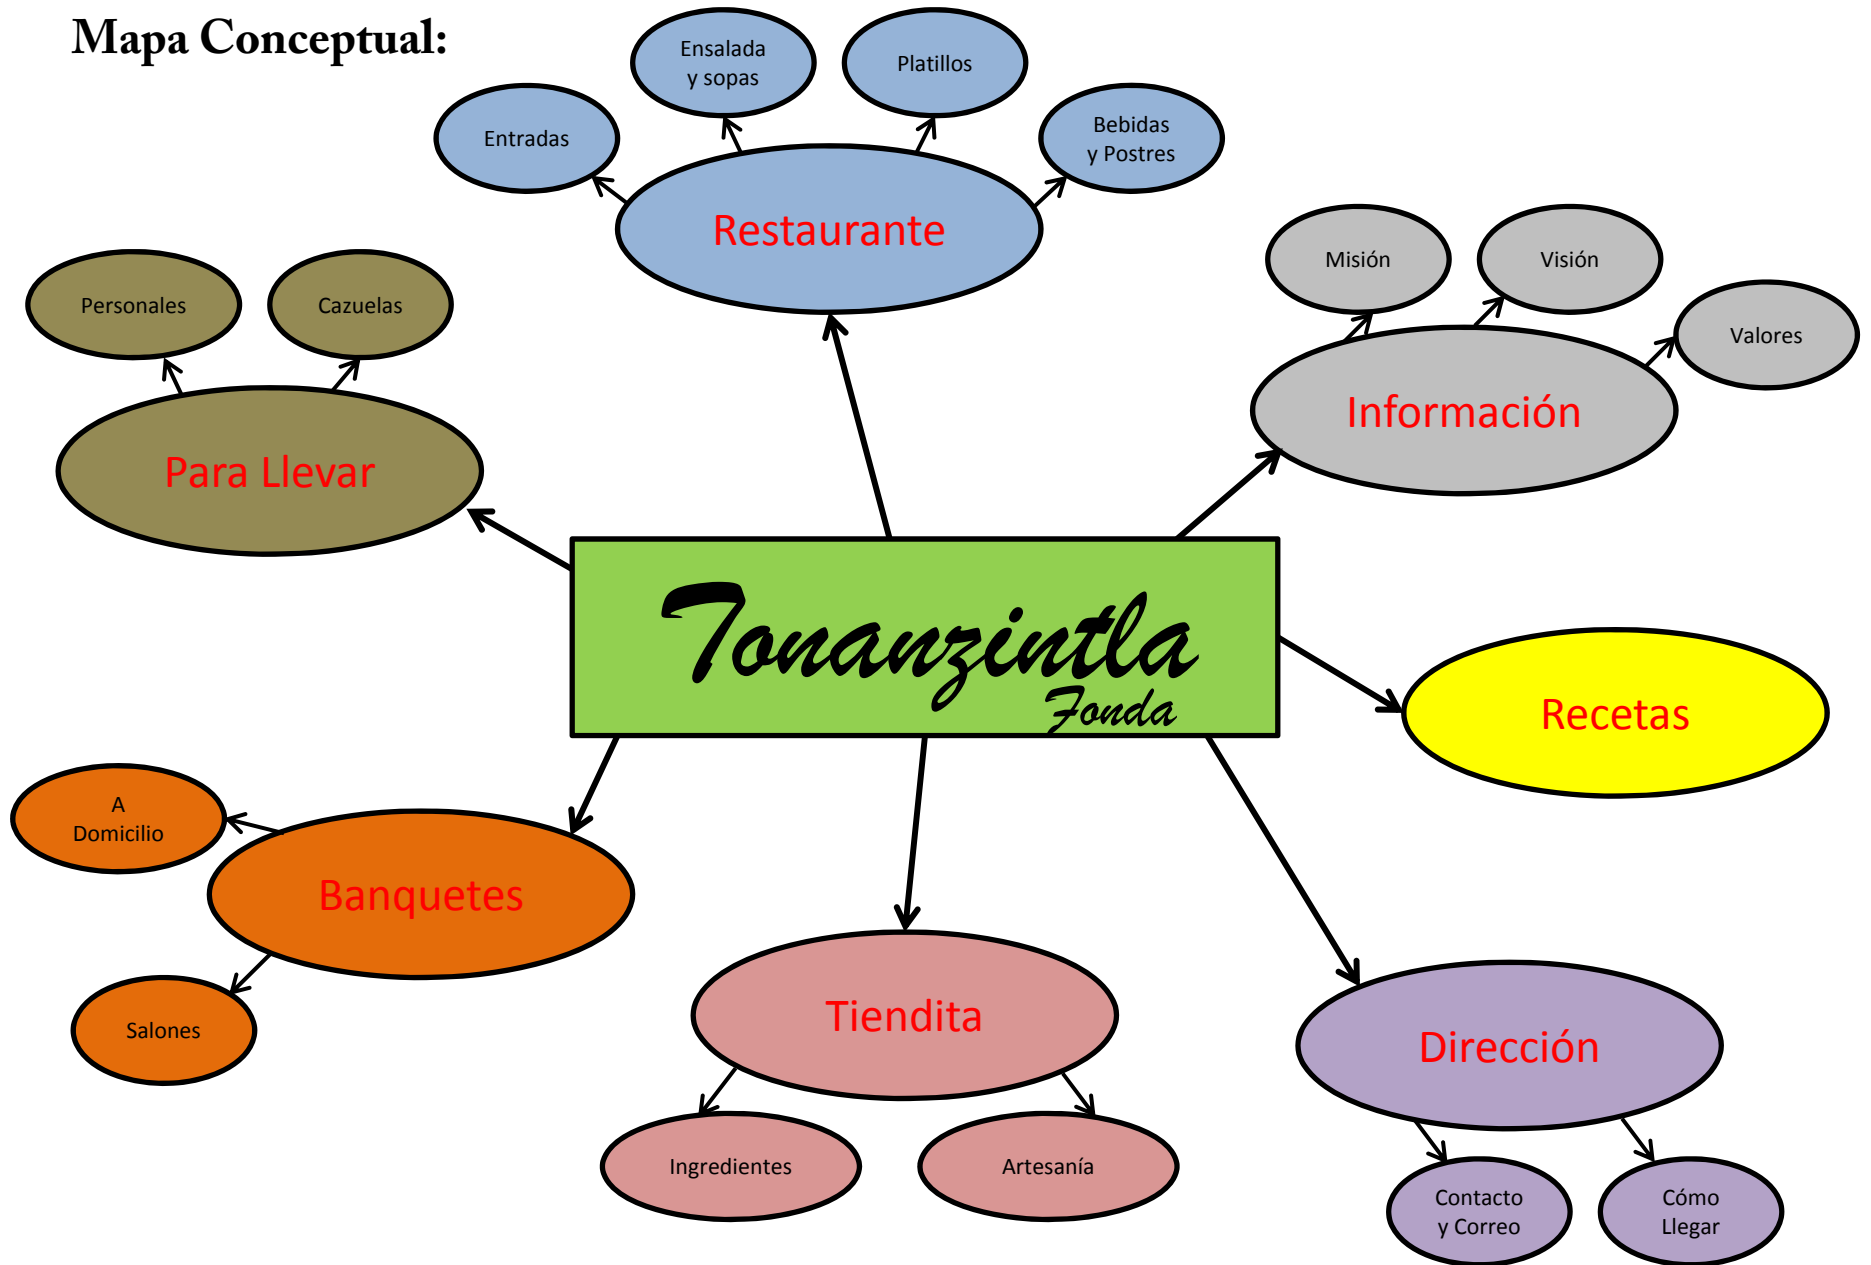 Mapa Conceptual:
Entradas
Ensalada
y sopas
Platillos
Bebidas
y Postres
Restaurante
Misión
Visión
Valores
Información
Personales
Cazuelas
Para Llevar
Tonanzintla
Fonda
Recetas
A
Domicilio
Banquetes
Salones
Tiendita
Ingredientes
Artesanía
Dirección
Contacto
y Correo
Cómo
Llegar